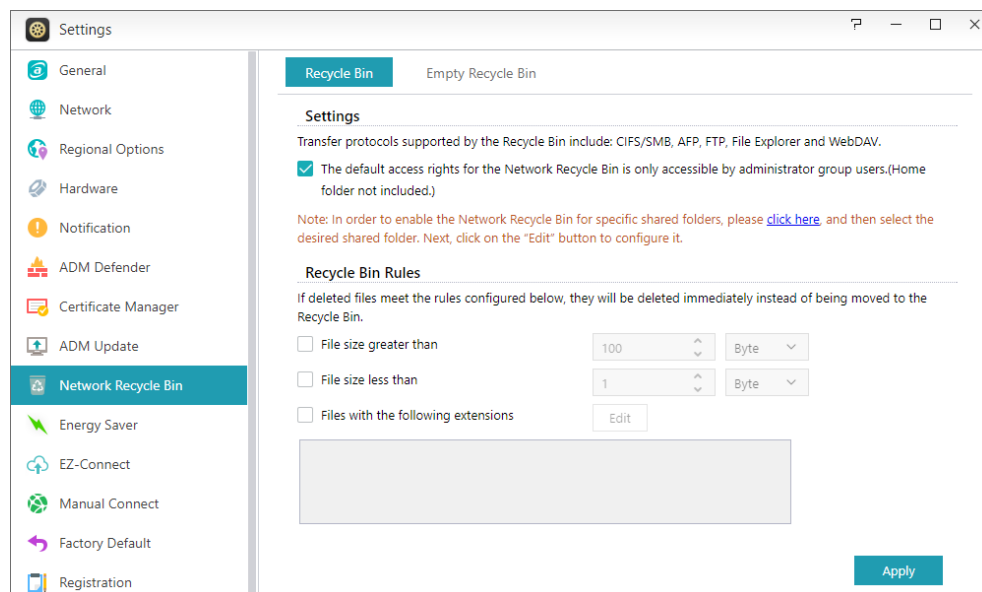 Settings
General
Network
Regional Options
Hardware
Notification
ADM Defender
Certificate Manager
ADM Update
Network Recycle Bin
Energy Saver
EZ-Connect
Manual Connect
Factory Default
Registration
Recycle Bin
Empty Recycle Bin
Settings
Transfer protocols supported by the Recycle Bin include: CIFS/SMB, AFP, FTP, File Explorer and WebDAV.
The default access rights for the Network Recycle Bin is only accessible by administrator group users.(Home
folder not included.)
Note: In order to enable the Network Recycle Bin for specific shared folders, please click here, and then select the
desired shared folder. Next, click on the "Edit" button to configure it.
Recycle Bin Rules
If deleted files meet the rules configured below, they will be deleted immediately instead of being moved to the
Recycle Bin.
File size greater than
100
Byte
File size less than
1
Byte
Files with the following extensions
Edit
Apply